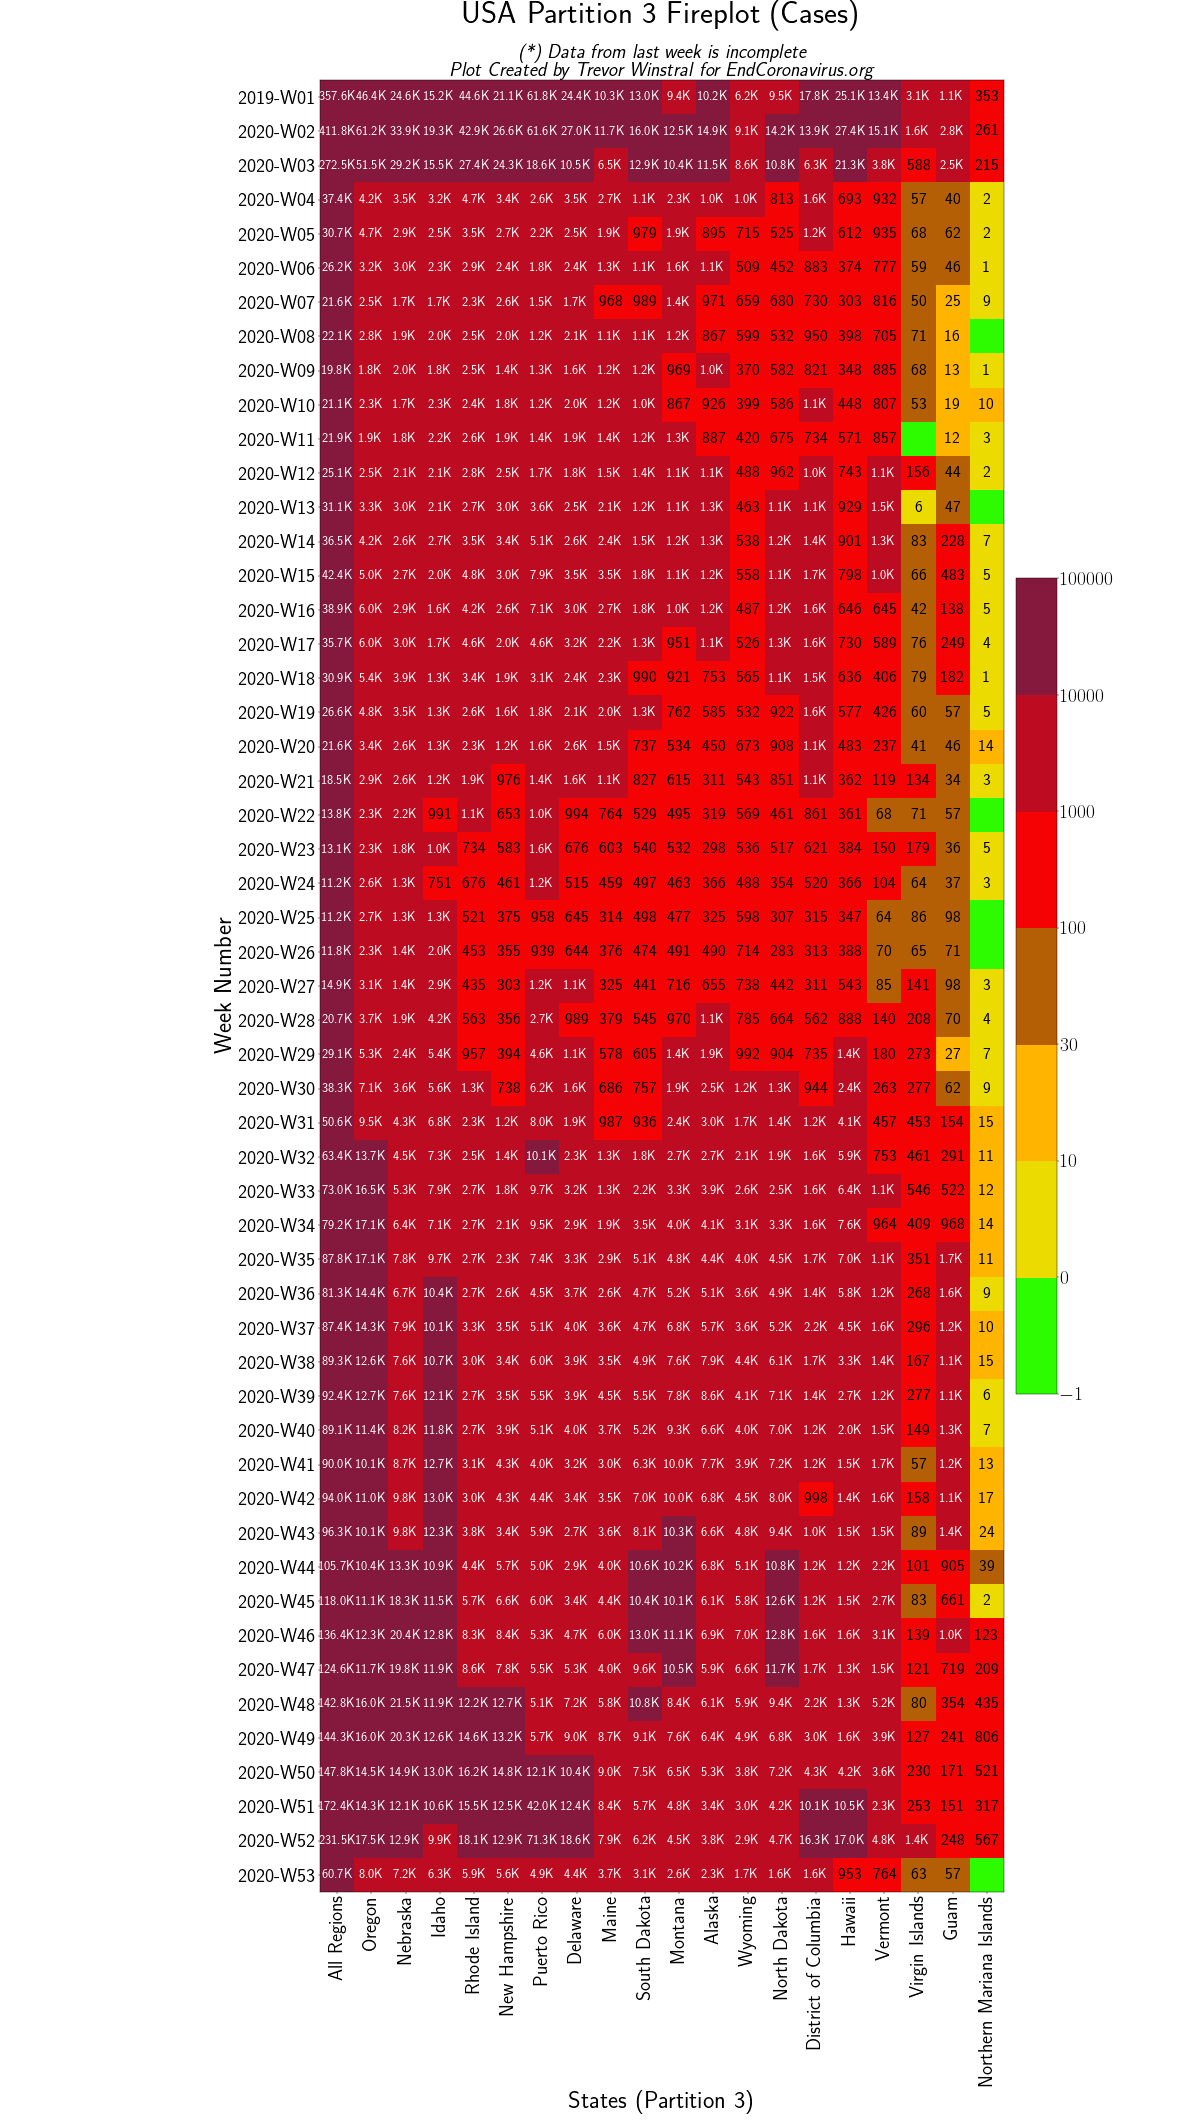 USA Partition 3 Fireplot (Cases)
(*) Data from last week is incomplete
Plot Created by Trevor Winstral for EndCoronavirus.org
2019-W01 357.6K 46.4K 24.6K 15.2K 44.6K 21.1K 61.8K 24.4K 10.3K 13.0K 9.4K 10.2K 6.2K 9.5K 17.8K 25.1K 13.4K 3.1K 1.1K 353
2020-W02 411.8K 61.2K 33.9K 19.3K 42.9K 26.6K 61.6K 27.0K 11.7K 16.0K 12.5K 14.9K 9.1K 14.2K 13.9K 27.4K 15.1K 1.6K 2.8K 261
2020-W03 272.5K 51.5K 29.2K 15.5K 27.4K 24.3K 18.6K 10.5K 6.5K 12.9K 10.4K 11.5K 8.6K 10.8K 6.3K 21.3K 3.8K 588 2.5K 215
2020-W04 37.4K 4.2K 3.5K 3.2K 4.7K 3.4K 2.6K 3.5K 2.7K 1.1K 2.3K 1.0K 1.0K 813 1.6K 693 932 57 40 2
2020-W05 30.7K 4.7K 2.9K 2.5K 3.5K 2.7K 2.2K 2.5K 1.9K 979 1.9K 895 715 525 1.2K 612 935 68 62 2
2020-W06 26.2K 3.2K 3.0K 2.3K 2.9K 2.4K 1.8K 2.4K 1.3K 1.1K 1.6K 1.1K 509 452 883 374 777 59 46 1
2020-W07 21.6K 2.5K 1.7K 1.7K 2.3K 2.6K 1.5K 1.7K 968 989 1.4K 971 659 680 730 303 816 50 25 9
2020-W08 22.1K 2.8K 1.9K 2.0K 2.5K 2.0K 1.2K 2.1K 1.1K 1.1K 1.2K 867 599 532 950 398 705 71 16
2020-W09 19.8K 1.8K 2.0K 1.8K 2.5K 1.4K 1.3K 1.6K 1.2K 1.2K 969 1.0K 370 582 821 348 885 68 13 1
2020-W10 21.1K 2.3K 1.7K 2.3K 2.4K 1.8K 1.2K 2.0K 1.2K 1.0K 867 926 399 586 1.1K 448 807 53 19 10
2020-W11 21.9K 1.9K 1.8K 2.2K 2.6K 1.9K 1.4K 1.9K 1.4K 1.2K 1.3K 887 420 675 734 571 857 12 3
2020-W12 25.1K 2.5K 2.1K 2.1K 2.8K 2.5K 1.7K 1.8K 1.5K 1.4K 1.1K 1.1K 488 962 1.0K 743 1.1K 156 44 2
2020-W13 31.1K 3.3K 3.0K 2.1K 2.7K 3.0K 3.6K 2.5K 2.1K 1.2K 1.1K 1.3K 463 1.1K 1.1K 929 1.5K 6 47
2020-W14 36.5K 4.2K 2.6K 2.7K 3.5K 3.4K 5.1K 2.6K 2.4K 1.5K 1.2K 1.3K 538 1.2K 1.4K 901 1.3K 83 228 7
2020-W15 42.4K 5.0K 2.7K 2.0K 4.8K 3.0K 7.9K 3.5K 3.5K 1.8K 1.1K 1.2K 558 1.1K 1.7K 798 1.0K 66 483 5
2020-W16 38.9K 6.0K 2.9K 1.6K 4.2K 2.6K 7.1K 3.0K 2.7K 1.8K 1.0K 1.2K 487 1.2K 1.6K 646 645 42 138 5
2020-W17 35.7K 6.0K 3.0K 1.7K 4.6K 2.0K 4.6K 3.2K 2.2K 1.3K 951 1.1K 526 1.3K 1.6K 730 589 76 249 4
2020-W18 30.9K 5.4K 3.9K 1.3K 3.4K 1.9K 3.1K 2.4K 2.3K 990 921 753 565 1.1K 1.5K 636 406 79 182 1
2020-W19 26.6K 4.8K 3.5K 1.3K 2.6K 1.6K 1.8K 2.1K 2.0K 1.3K 762 585 532 922 1.6K 577 426 60 57 5
2020-W20 21.6K 3.4K 2.6K 1.3K 2.3K 1.2K 1.6K 2.6K 1.5K 737 534 450 673 908 1.1K 483 237 41 46 14
2020-W21 18.5K 2.9K 2.6K 1.2K 1.9K 976 1.4K 1.6K 1.1K 827 615 311 543 851 1.1K 362 119 134 34 3
2020-W22 13.8K 2.3K 2.2K 991 1.1K 653 1.0K 994 764 529 495 319 569 461 861 361 68 71 57
2020-W23 13.1K 2.3K 1.8K 1.0K 734 583 1.6K 676 603 540 532 298 536 517 621 384 150 179 36 5
2020-W24 11.2K 2.6K 1.3K 751 676 461 1.2K 515 459 497 463 366 488 354 520 366 104 64 37 3
2020-W25 11.2K 2.7K 1.3K 1.3K 521 375 958 645 314 498 477 325 598 307 315 347 64 86 98
2020-W26 11.8K 2.3K 1.4K 2.0K 453 355 939 644 376 474 491 490 714 283 313 388 70 65 71
2020-W27 14.9K 3.1K 1.4K 2.9K 435 303 1.2K 1.1K 325 441 716 655 738 442 311 543 85 141 98 3
2020-W28 20.7K 3.7K 1.9K 4.2K 563 356 2.7K 989 379 545 970 1.1K 785 664 562 888 140 208 70 4
2020-W29 29.1K 5.3K 2.4K 5.4K 957 394 4.6K 1.1K 578 605 1.4K 1.9K 992 904 735 1.4K 180 273 27 7
2020-W30 38.3K 7.1K 3.6K 5.6K 1.3K 738 6.2K 1.6K 686 757 1.9K 2.5K 1.2K 1.3K 944 2.4K 263 277 62 9
2020-W31 50.6K 9.5K 4.3K 6.8K 2.3K 1.2K 8.0K 1.9K 987 936 2.4K 3.0K 1.7K 1.4K 1.2K 4.1K 457 453 154 15
2020-W32 63.4K 13.7K 4.5K 7.3K 2.5K 1.4K 10.1K 2.3K 1.3K 1.8K 2.7K 2.7K 2.1K 1.9K 1.6K 5.9K 753 461 291 11
2020-W33 73.0K 16.5K 5.3K 7.9K 2.7K 1.8K 9.7K 3.2K 1.3K 2.2K 3.3K 3.9K 2.6K 2.5K 1.6K 6.4K 1.1K 546 522 12
2020-W34 79.2K 17.1K 6.4K 7.1K 2.7K 2.1K 9.5K 2.9K 1.9K 3.5K 4.0K 4.1K 3.1K 3.3K 1.6K 7.6K 964 409 968 14
2020-W35 87.8K 17.1K 7.8K 9.7K 2.7K 2.3K 7.4K 3.3K 2.9K 5.1K 4.8K 4.4K 4.0K 4.5K 1.7K 7.0K 1.1K 351 1.7K 11
2020-W36 81.3K 14.4K 6.7K 10.4K 2.7K 2.6K 4.5K 3.7K 2.6K 4.7K 5.2K 5.1K 3.6K 4.9K 1.4K 5.8K 1.2K 268 1.6K 9
2020-W37 87.4K 14.3K 7.9K 10.1K 3.3K 3.5K 5.1K 4.0K 3.6K 4.7K 6.8K 5.7K 3.6K 5.2K 2.2K 4.5K 1.6K 296 1.2K 10
2020-W38 89.3K 12.6K 7.6K 10.7K 3.0K 3.4K 6.0K 3.9K 3.5K 4.9K 7.6K 7.9K 4.4K 6.1K 1.7K 3.3K 1.4K 167 1.1K 15
2020-W39 92.4K 12.7K 7.6K 12.1K 2.7K 3.5K 5.5K 3.9K 4.5K 5.5K 7.8K 8.6K 4.1K 7.1K 1.4K 2.7K 1.2K 277 1.1K 6
2020-W40 89.1K 11.4K 8.2K 11.8K 2.7K 3.9K 5.1K 4.0K 3.7K 5.2K 9.3K 6.6K 4.0K 7.0K 1.2K 2.0K 1.5K 149 1.3K 7
2020-W41 90.0K 10.1K 8.7K 12.7K 3.1K 4.3K 4.0K 3.2K 3.0K 6.3K 10.0K 7.7K 3.9K 7.2K 1.2K 1.5K 1.7K 57 1.2K 13
2020-W42 94.0K 11.0K 9.8K 13.0K 3.0K 4.3K 4.4K 3.4K 3.5K 7.0K 10.0K 6.8K 4.5K 8.0K 998 1.4K 1.6K 158 1.1K 17
2020-W43 96.3K 10.1K 9.8K 12.3K 3.8K 3.4K 5.9K 2.7K 3.6K 8.1K 10.3K 6.6K 4.8K 9.4K 1.0K 1.5K 1.5K 89 1.4K 24
2020-W44 105.7K 10.4K 13.3K 10.9K 4.4K 5.7K 5.0K 2.9K 4.0K 10.6K 10.2K 6.8K 5.1K 10.8K 1.2K 1.2K 2.2K 101 905 39
2020-W45 118.0K 11.1K 18.3K 11.5K 5.7K 6.6K 6.0K 3.4K 4.4K 10.4K 10.1K 6.1K 5.8K 12.6K 1.2K 1.5K 2.7K 83 661 2
2020-W46 136.4K 12.3K 20.4K 12.8K 8.3K 8.4K 5.3K 4.7K 6.0K 13.0K 11.1K 6.9K 7.0K 12.8K 1.6K 1.6K 3.1K 139 1.0K 123
2020-W47 124.6K 11.7K 19.8K 11.9K 8.6K 7.8K 5.5K 5.3K 4.0K 9.6K 10.5K 5.9K 6.6K 11.7K 1.7K 1.3K 1.5K 121 719 209
2020-W48 142.8K 16.0K 21.5K 11.9K 12.2K 12.7K 5.1K 7.2K 5.8K 10.8K 8.4K 6.1K 5.9K 9.4K 2.2K 1.3K 5.2K 80 354 435
2020-W49 144.3K 16.0K 20.3K 12.6K 14.6K 13.2K 5.7K 9.0K 8.7K 9.1K 7.6K 6.4K 4.9K 6.8K 3.0K 1.6K 3.9K 127 241 806
2020-W50 147.8K 14.5K 14.9K 13.0K 16.2K 14.8K 12.1K 10.4K 9.0K 7.5K 6.5K 5.3K 3.8K 7.2K 4.3K 4.2K 3.6K 230 171 521
2020-W51 172.4K 14.3K 12.1K 10.6K 15.5K 12.5K 42.0K 12.4K 8.4K 5.7K 4.8K 3.4K 3.0K 4.2K 10.1K 10.5K 2.3K 253 151 317
2020-W52 231.5K 17.5K 12.9K 9.9K 18.1K 12.9K 71.3K 18.6K 7.9K 6.2K 4.5K 3.8K 2.9K 4.7K 16.3K 17.0K 4.8K 1.4K 248 567
2020-W53 60.7K 8.0K 7.2K 6.3K 5.9K 5.6K 4.9K 4.4K 3.7K 3.1K 2.6K 2.3K 1.7K 1.6K 1.6K 953 764 63 57
Week Number
100000
10000
1000
100
30
10
0
−1
All Regions
Oregon
Nebraska
Idaho
Rhode Island
New Hampshire
Puerto Rico
Delaware
Maine
South Dakota
Montana
Alaska
Wyoming
North Dakota
District of Columbia
Hawaii
Vermont
Virgin Islands
Guam
Northern Mariana Islands
States (Partition 3)